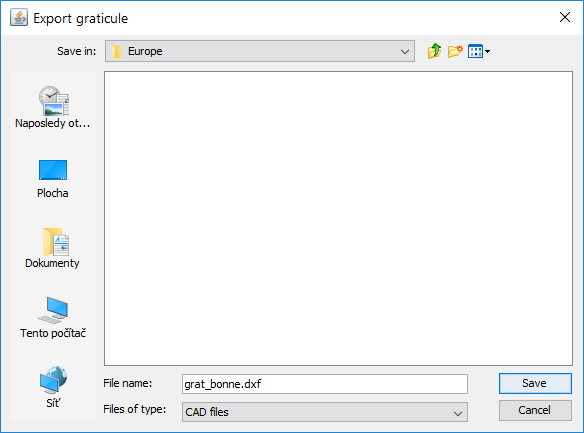 Export graticule
Save in: Europe
Naposledy ot...
Plocha
Dokumenty
Tento počítač
Síť
File name: grat_bonne.dxf Save
Files of type: CAD files Cancel